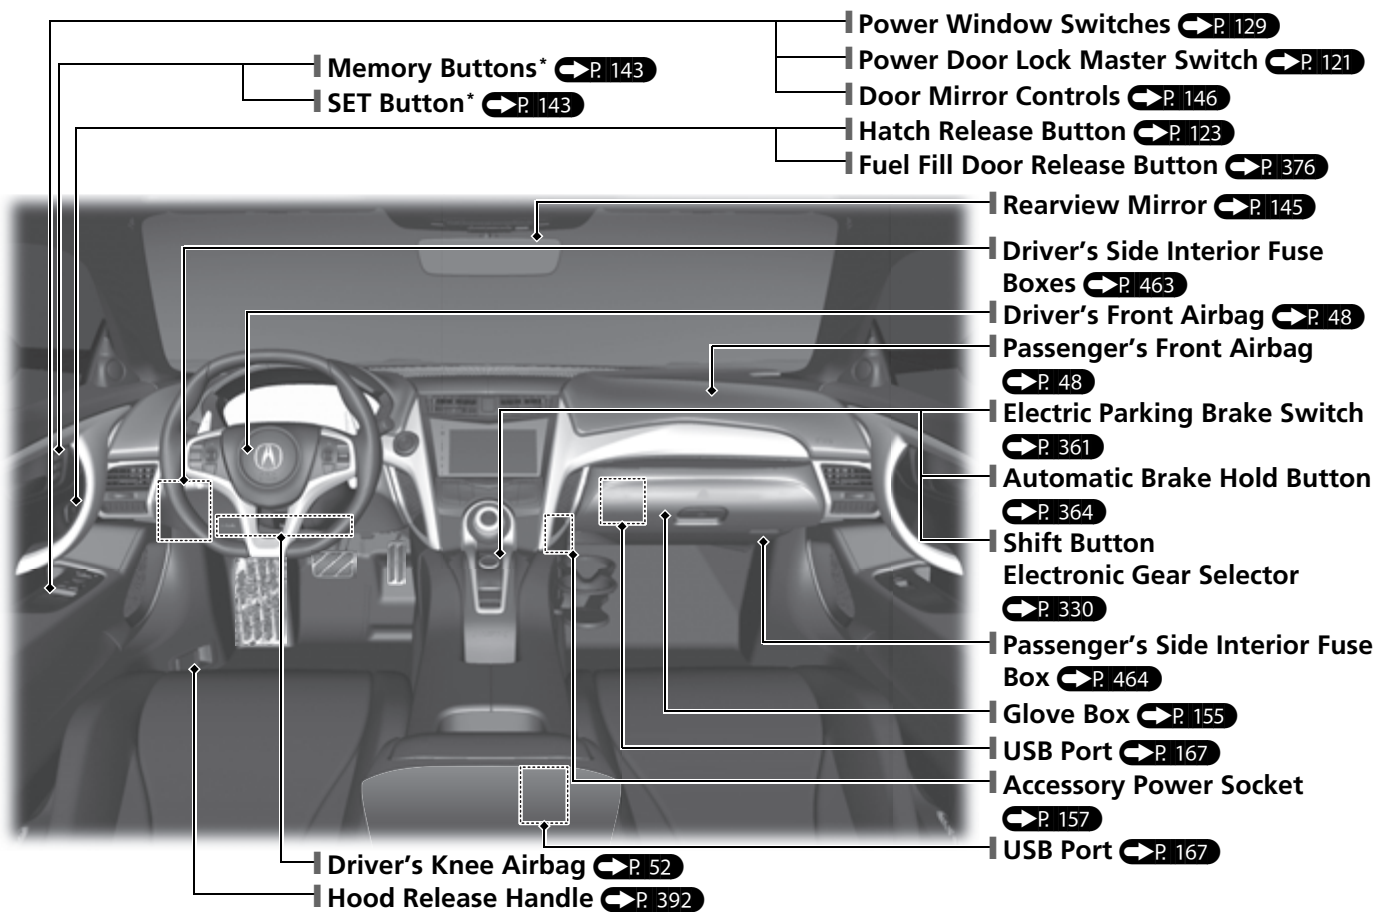 Power Window Switches P. 129
Memory Buttons* P. 143
Power Door Lock Master Switch P. 121
SET Button* P. 143
Door Mirror Controls P. 146
Hatch Release Button P. 123
Fuel Fill Door Release Button P. 376
Rearview Mirror P. 145
Driver’s Side Interior Fuse
Boxes P. 463
Driver’s Front Airbag P. 48
Passenger’s Front Airbag
P. 48
Electric Parking Brake Switch
P. 361
Automatic Brake Hold Button
P. 364
Shift Button
Electronic Gear Selector
P. 330
Passenger’s Side Interior Fuse
Box P. 464
Glove Box P. 155
USB Port P. 167
Accessory Power Socket
P. 157
USB Port P. 167
Driver’s Knee Airbag P. 52
Hood Release Handle P. 392